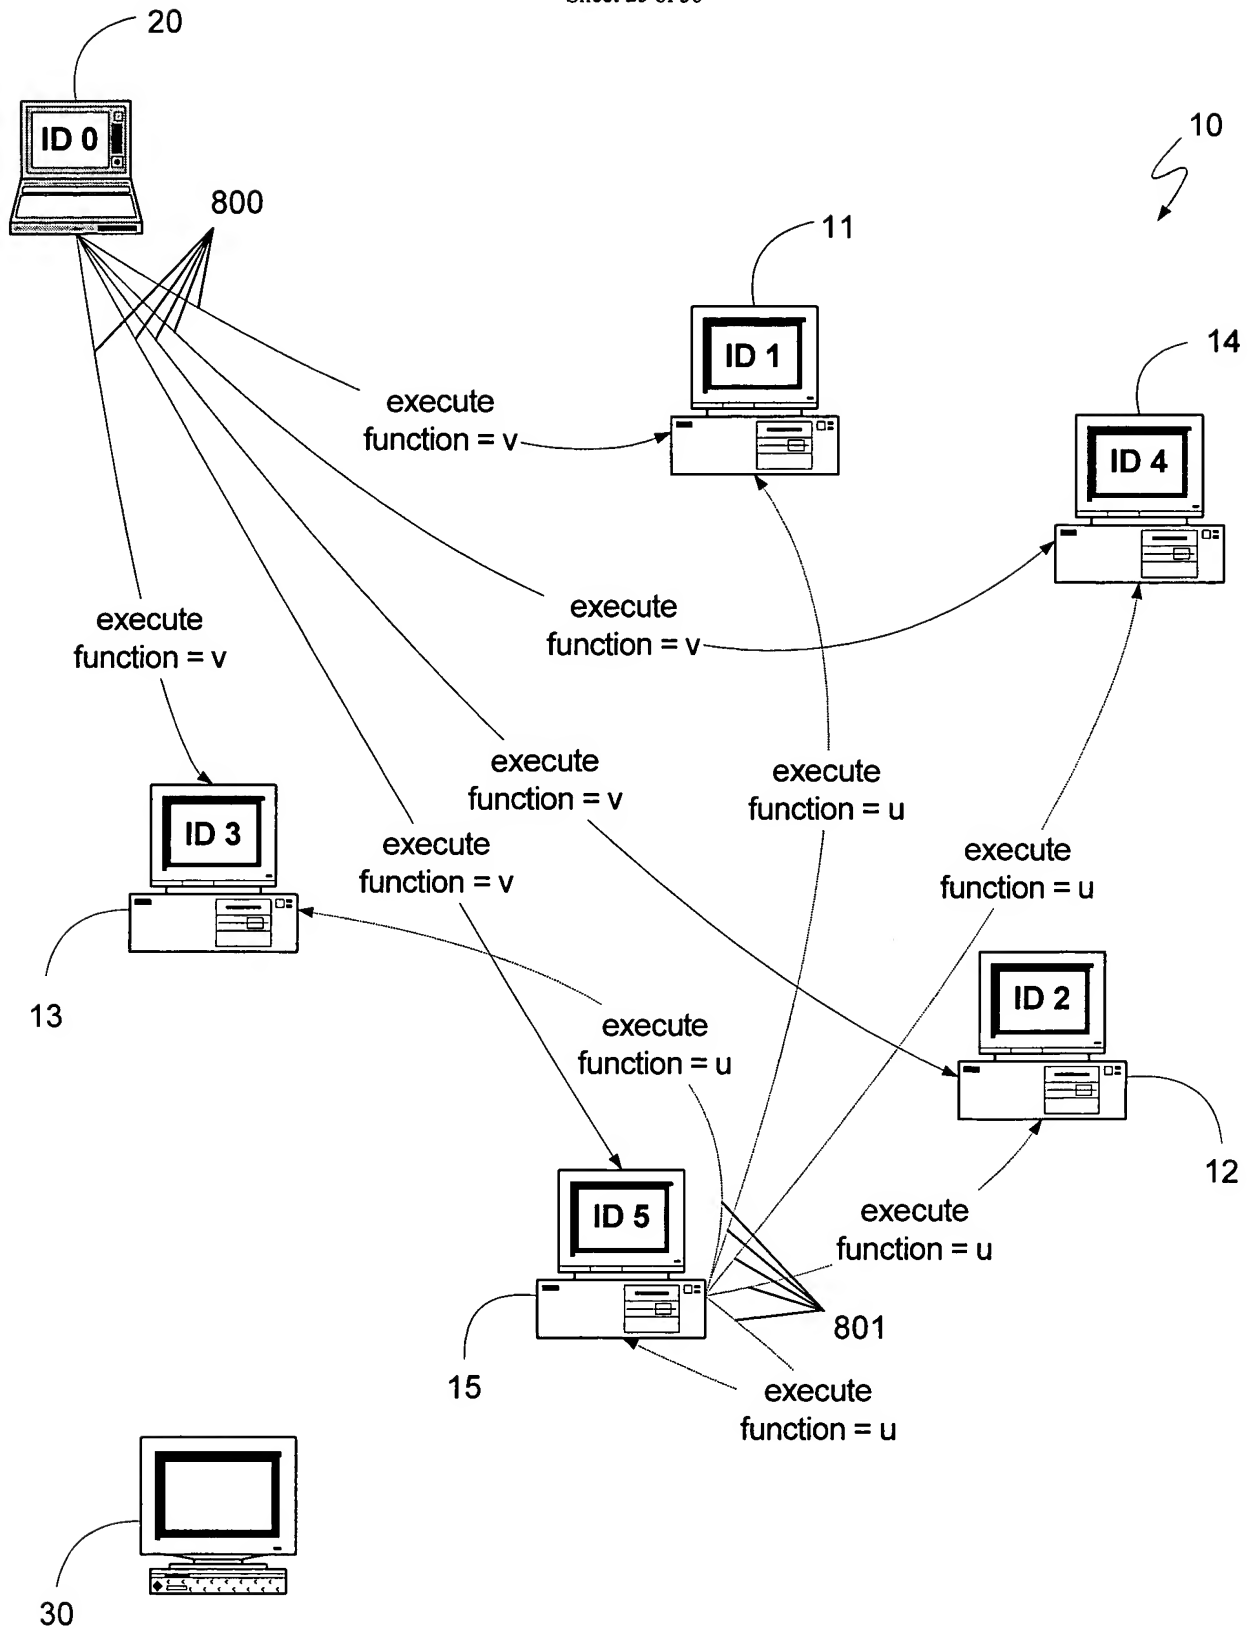 20
ID 0
10
800
11
ID 1
14
execute
function = v
ID 4
execute
function = v
execute
function = v
execute
function = v
execute
function = u
ID 3
execute
function = v
execute
function = u
13
ID 2
execute
function = u
12
ID 5
execute
function = u
801
15
execute
function = u
30